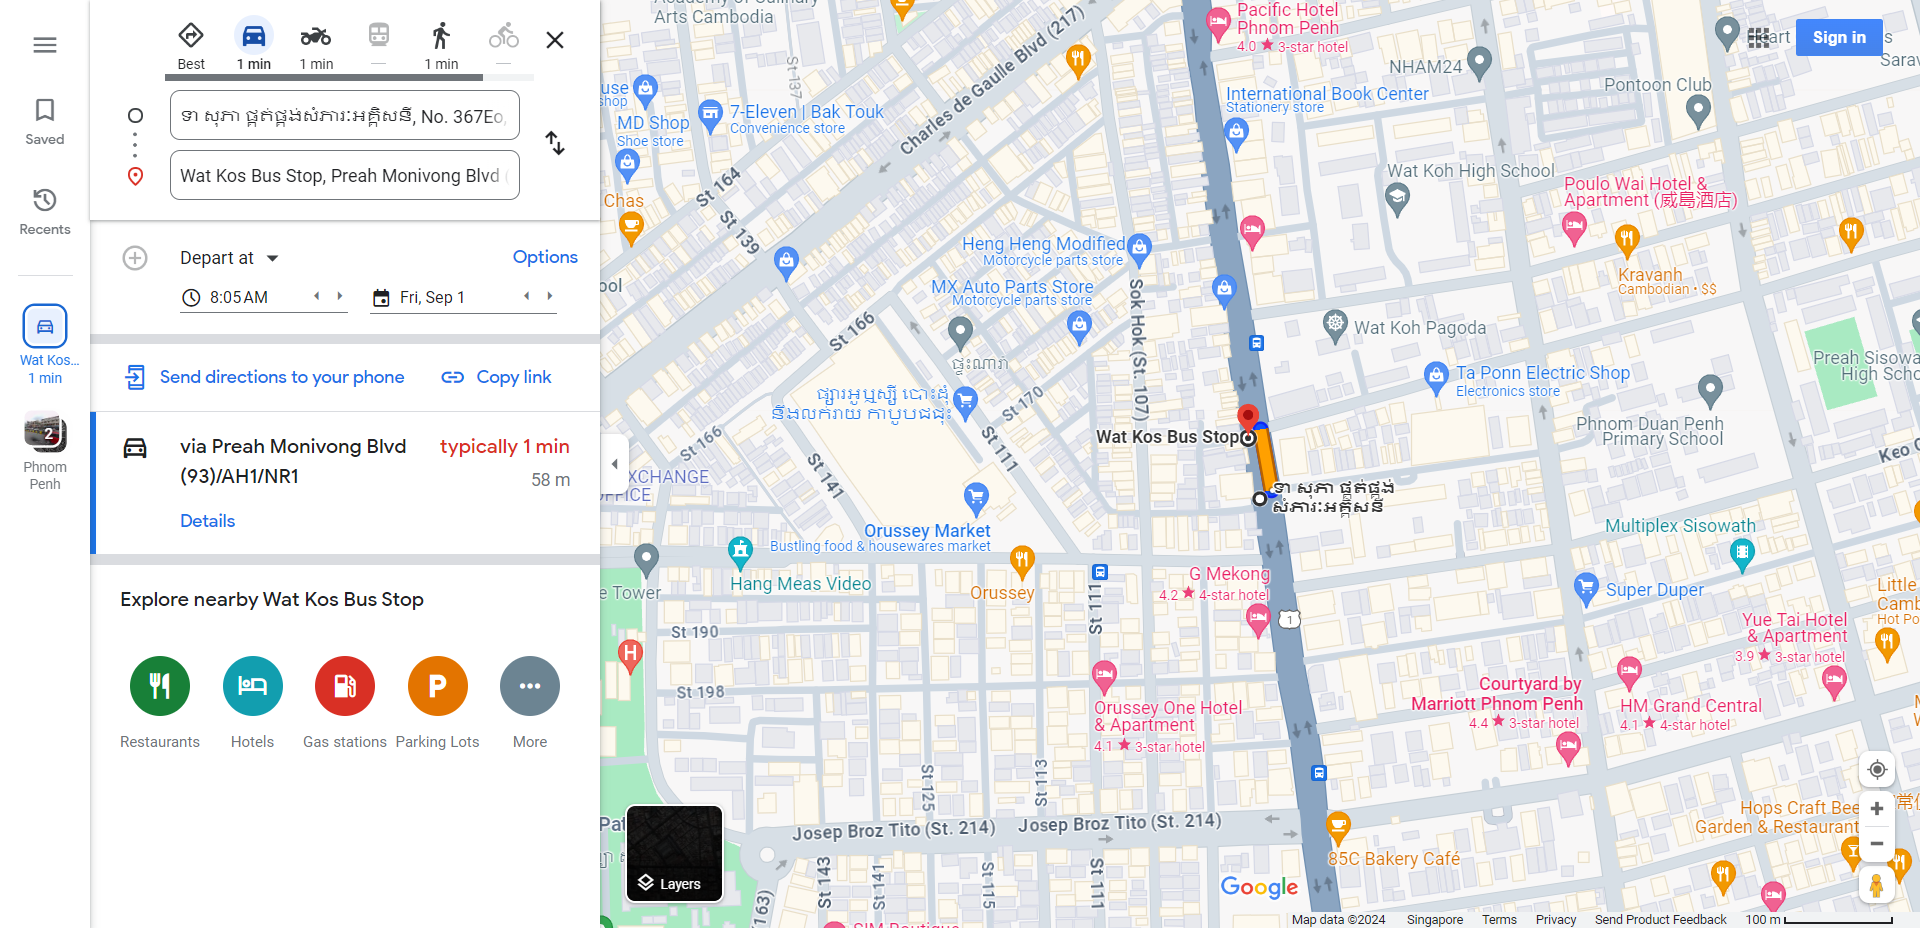 Best
1 min
1 min
—
1 min
—
ទា សុភា ផ្គត់ផ្គង់សំភារៈអគ្គិសនី, No. 367Eo,
Wat Kos Bus Stop, Preah Monivong Blvd
Saved
Recents
Wat Kos...
1 min
2
Phnom
Penh
Depart at
Options
8:05 AM
Fri, Sep 1
Send directions to your phone
Copy link
via Preah Monivong Blvd
(93)/AH1/NR1
typically 1 min
58 m
Details
Explore nearby Wat Kos Bus Stop
Restaurants
Hotels
Gas stations
Parking Lots
More
Arts Cambodia
Charles de Gaulle Blvd (217)
Pacific Hotel
Phnom Penh
4.0 ★ 3-star hotel
NHAM24
Sign in
Pontoon Club
St 137
MD Shop
Shoe store
7-Eleven | Bak Touk
Convenience store
International Book Center
Stationery store
Wat Koh High School
Poulo Wai Hotel &
Apartment (威島酒店)
Chas
St 164
St 139
Heng Heng Modified
Motorcycle parts store
MX Auto Parts Store
Motorcycle parts store
Sok Hok (St. 107)
Kravanh
Cambodian • $$
Wat Koh Pagoda
St 166
ផ្ទះណារ៉ា
ផ្សារអូឬស្សី បោះដុំ
និងលក់រាយ កាបូបជជុះ
St 170
Ta Ponn Electric Shop
Electronics store
Phnom Duan Penh
Primary School
Wat Kos Bus Stop
ទា សុភា ផ្គត់ផ្គង់
សំភារៈអគ្គិសនី
St 166
St 141
St 111
Orussey Market
Bustling food & housewares market
Hang Meas Video
Orussey
G Mekong
4.2 ★ 4-star hotel
1
Multiplex Sisowath
Super Duper
Yue Tai Hotel
& Apartment
3.9 ★ 3-star hotel
St 190
St 111
H
St 198
Orussey One Hotel
& Apartment
4.1 ★ 3-star hotel
Courtyard by
Marriott Phnom Penh
4.4 ★ 3-star hotel
HM Grand Central
4.1 ★ 4-star hotel
St 125
St 113
Josep Broz Tito (St. 214)
Josep Broz Tito (St. 214)
85C Bakery Café
Hops Craft Bee
Garden & Restaurant
Layers
St 143
St 141
St 115
St 111
Google
Map data ©2024
Singapore
Terms
Privacy
Send Product Feedback
100 m